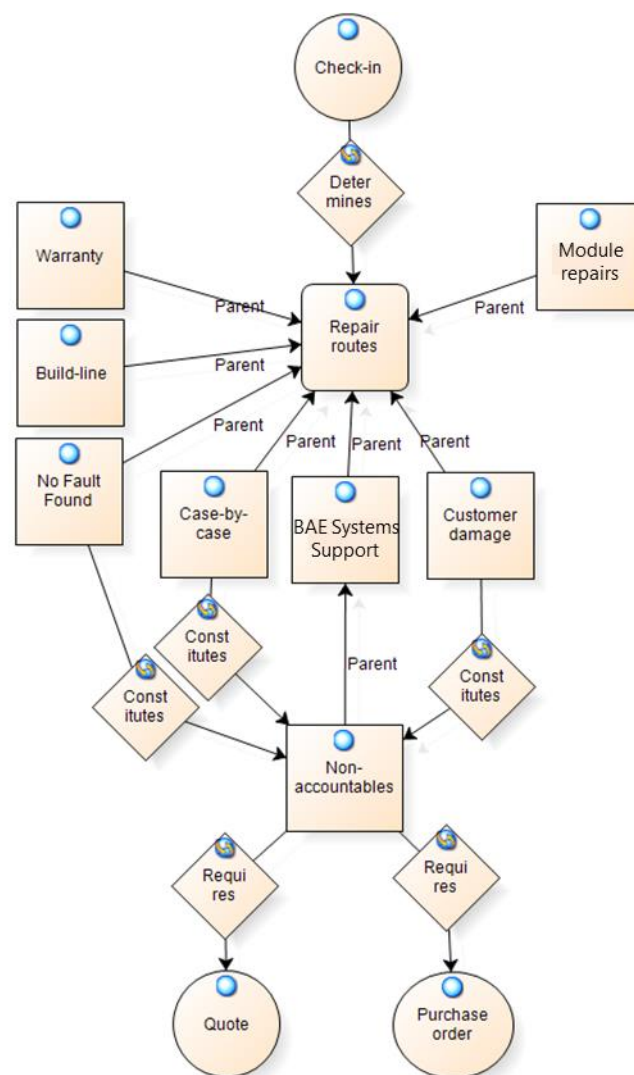 Check-in
Deter
mines
Warranty
Module
repairs
Parent
Parent
Repair
routes
Build-line
Parent
Parent
Parent
Parent
Parent
No Fault
Found
Case-by-
case
BAE Systems
Support
Customer
damage
Const
itutes
Parent
Const
itutes
Const
itutes
Non-
accountables
Requi
res
Requi
res
Quote
Purchase
order